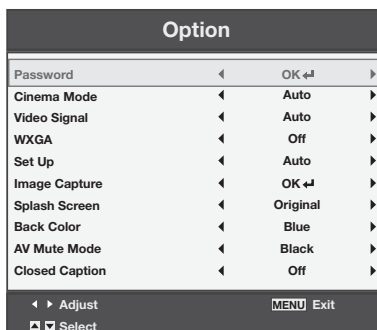 Option
Password OK
Cinema Mode Auto
Video Signal Auto
WXGA Off
Set Up Auto
Image Capture OK
Splash Screen Original
Back Color Blue
AV Mute Mode Black
Closed Caption Off
Adjust MENU Exit
Select